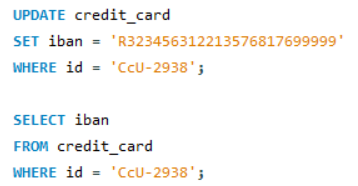 UPDATE credit_card
SET iban = 'R323456312213576817699999'
WHERE id = 'CcU-2938';
SELECT iban
FROM credit_card
WHERE id = 'CcU-2938';